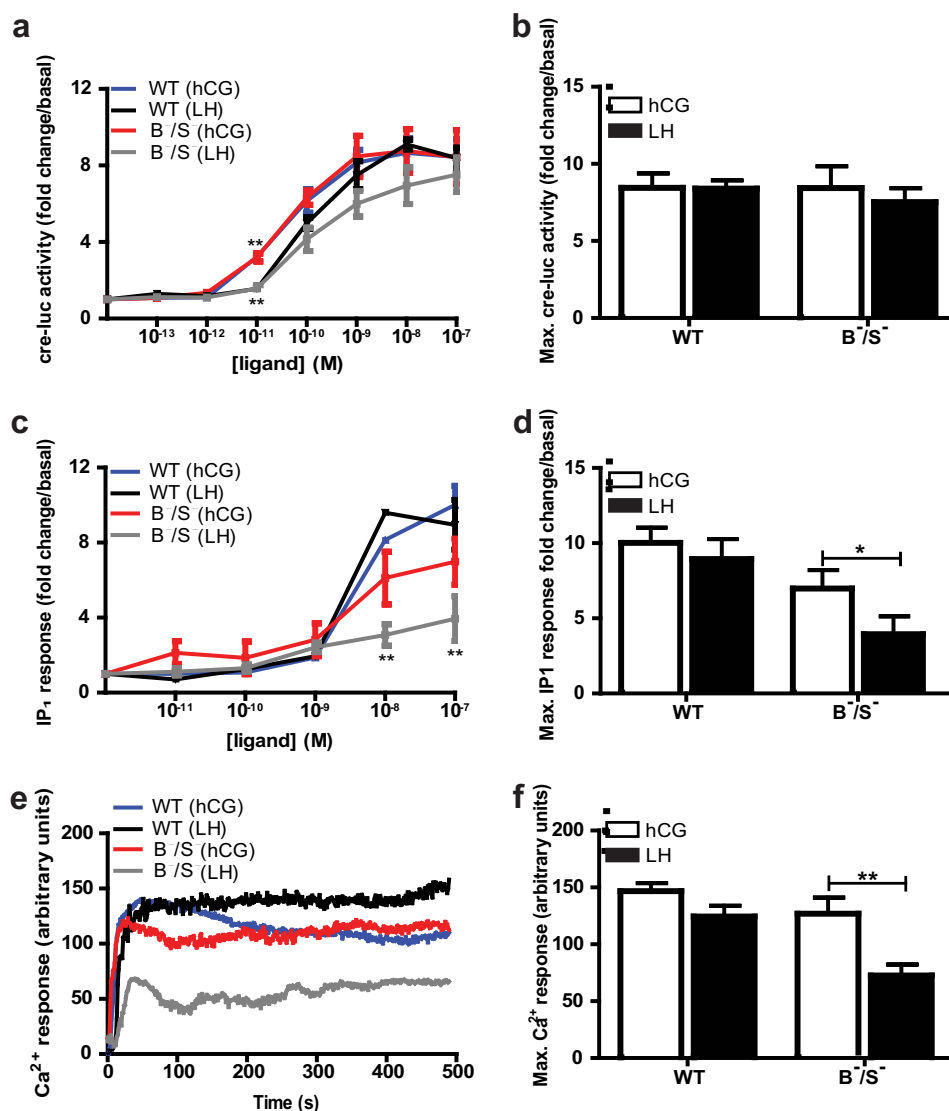 a
cre-luc activity (fold change/basal)
12
8
4
0
WT (hCG)
WT (LH)
B⁻/S⁻(hCG)
B⁻/S⁻(LH)
**
**
10⁻¹³ 10⁻¹² 10⁻¹¹ 10⁻¹⁰ 10⁻⁹ 10⁻⁸ 10⁻⁷
[ligand] (M)
b
Max. cre-luc activity (fold change/basal)
15
10
5
0
hCG
LH
WT B⁻/S⁻
c
IP₁ response (fold change/basal)
12
8
4
0
WT (hCG)
WT (LH)
B⁻/S⁻(hCG)
B⁻/S⁻(LH)
** **
10⁻¹¹ 10⁻¹⁰ 10⁻⁹ 10⁻⁸ 10⁻⁷
[ligand] (M)
d
Max. IP1 response fold change/basal)
15
10
5
0
hCG
LH
*
WT B⁻/S⁻
e
Ca²⁺ response (arbitrary units)
200
150
100
50
0
WT (hCG)
WT (LH)
B⁻/S⁻(hCG)
B⁻/S⁻(LH)
0 100 200 300 400 500
Time (s)
f
Max. Ca²⁺ response (arbitrary units)
200
150
100
50
0
hCG
LH
**
WT B⁻/S⁻